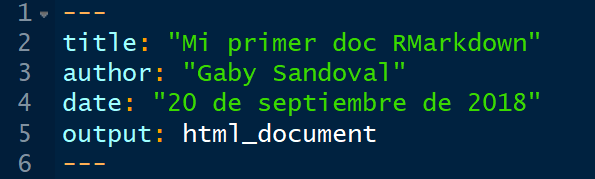 1 ---
2 title: "Mi primer doc RMarkdown"
3 author: "Gaby Sandoval"
4 date: "20 de septiembre de 2018"
5 output: html_document
6 ---